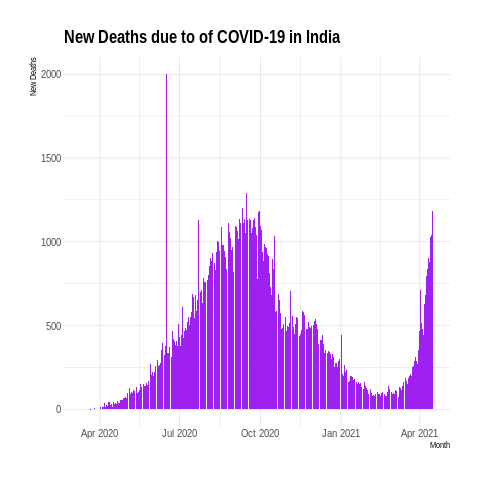 New Deaths due to of COVID-19 in India
New Deaths
2000
1500
1000
500
0
Apr 2020 Jul 2020 Oct 2020 Jan 2021 Apr 2021
Month